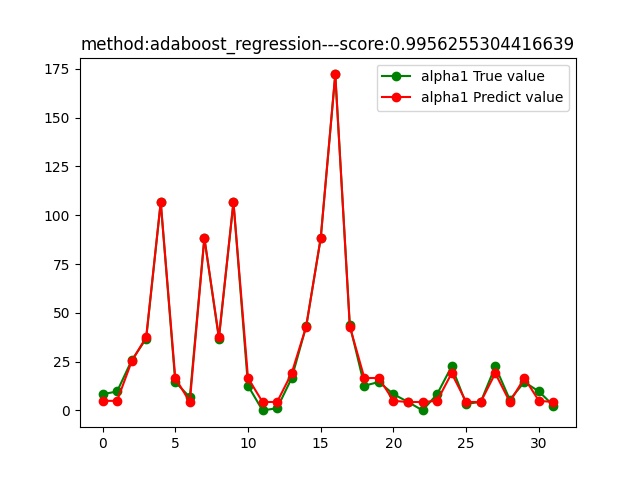 method:adaboost_regression---score:0.9956255304416639
alpha1 True value
alpha1 Predict value
175
150
125
100
75
50
25
0
0 5 10 15 20 25 30